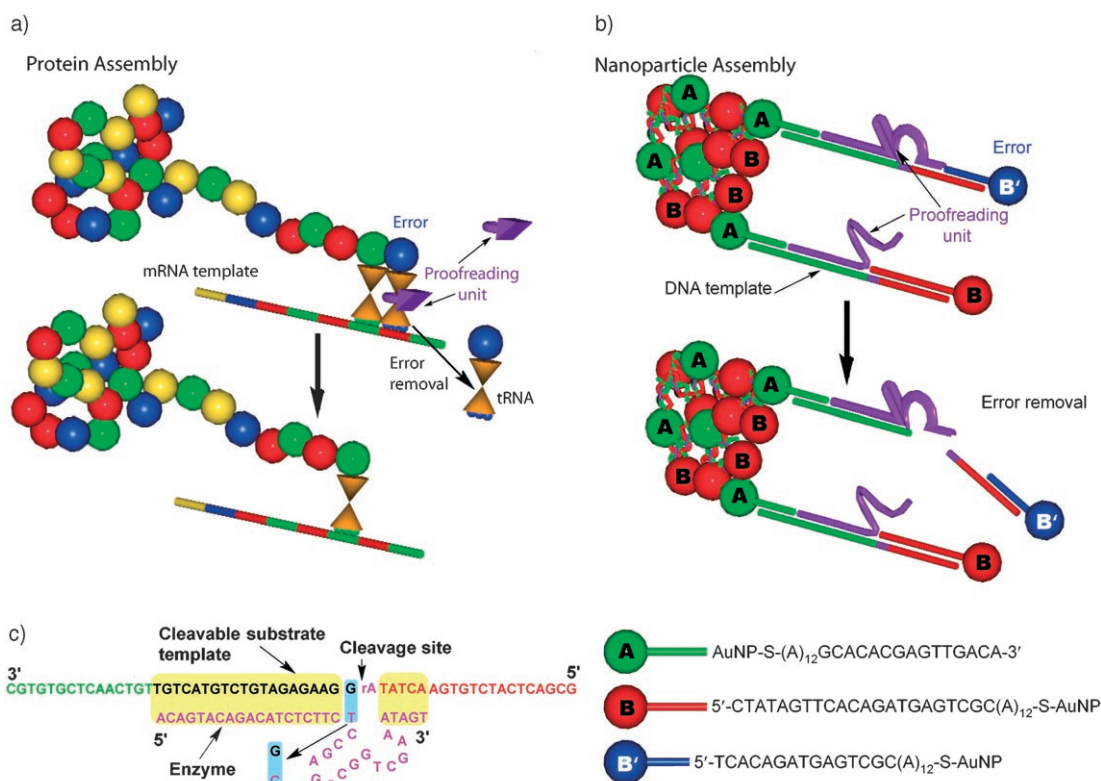 a)
Protein Assembly
Error
mRNA template
Proofreading
unit
Error
removal
tRNA
b)
Nanoparticle Assembly
A
A
A
B
B
B
A
Error
B'
Proofreading
unit
DNA template
B
A
A
A
B
B
A
Error removal
B'
B
c)
Cleavable substrate
template
Cleavage site
3'
5'
CGTGTGCTCAACTGTTGTCATGTCTGTAGAGAAG G rA TATCA AGTGTCTACTCAGCG
ACAGTACAGACATCTCTTC T ATAGT
5'
3'
Enzyme
G
A AuNP-S-(A)12GCACACGAGTTGACA-3'
B 5'-CTATAGTTCACAGATGAGTCGC(A)12-S-AuNP
B' 5'-TCACAGATGAGTCGC(A)12-S-AuNP